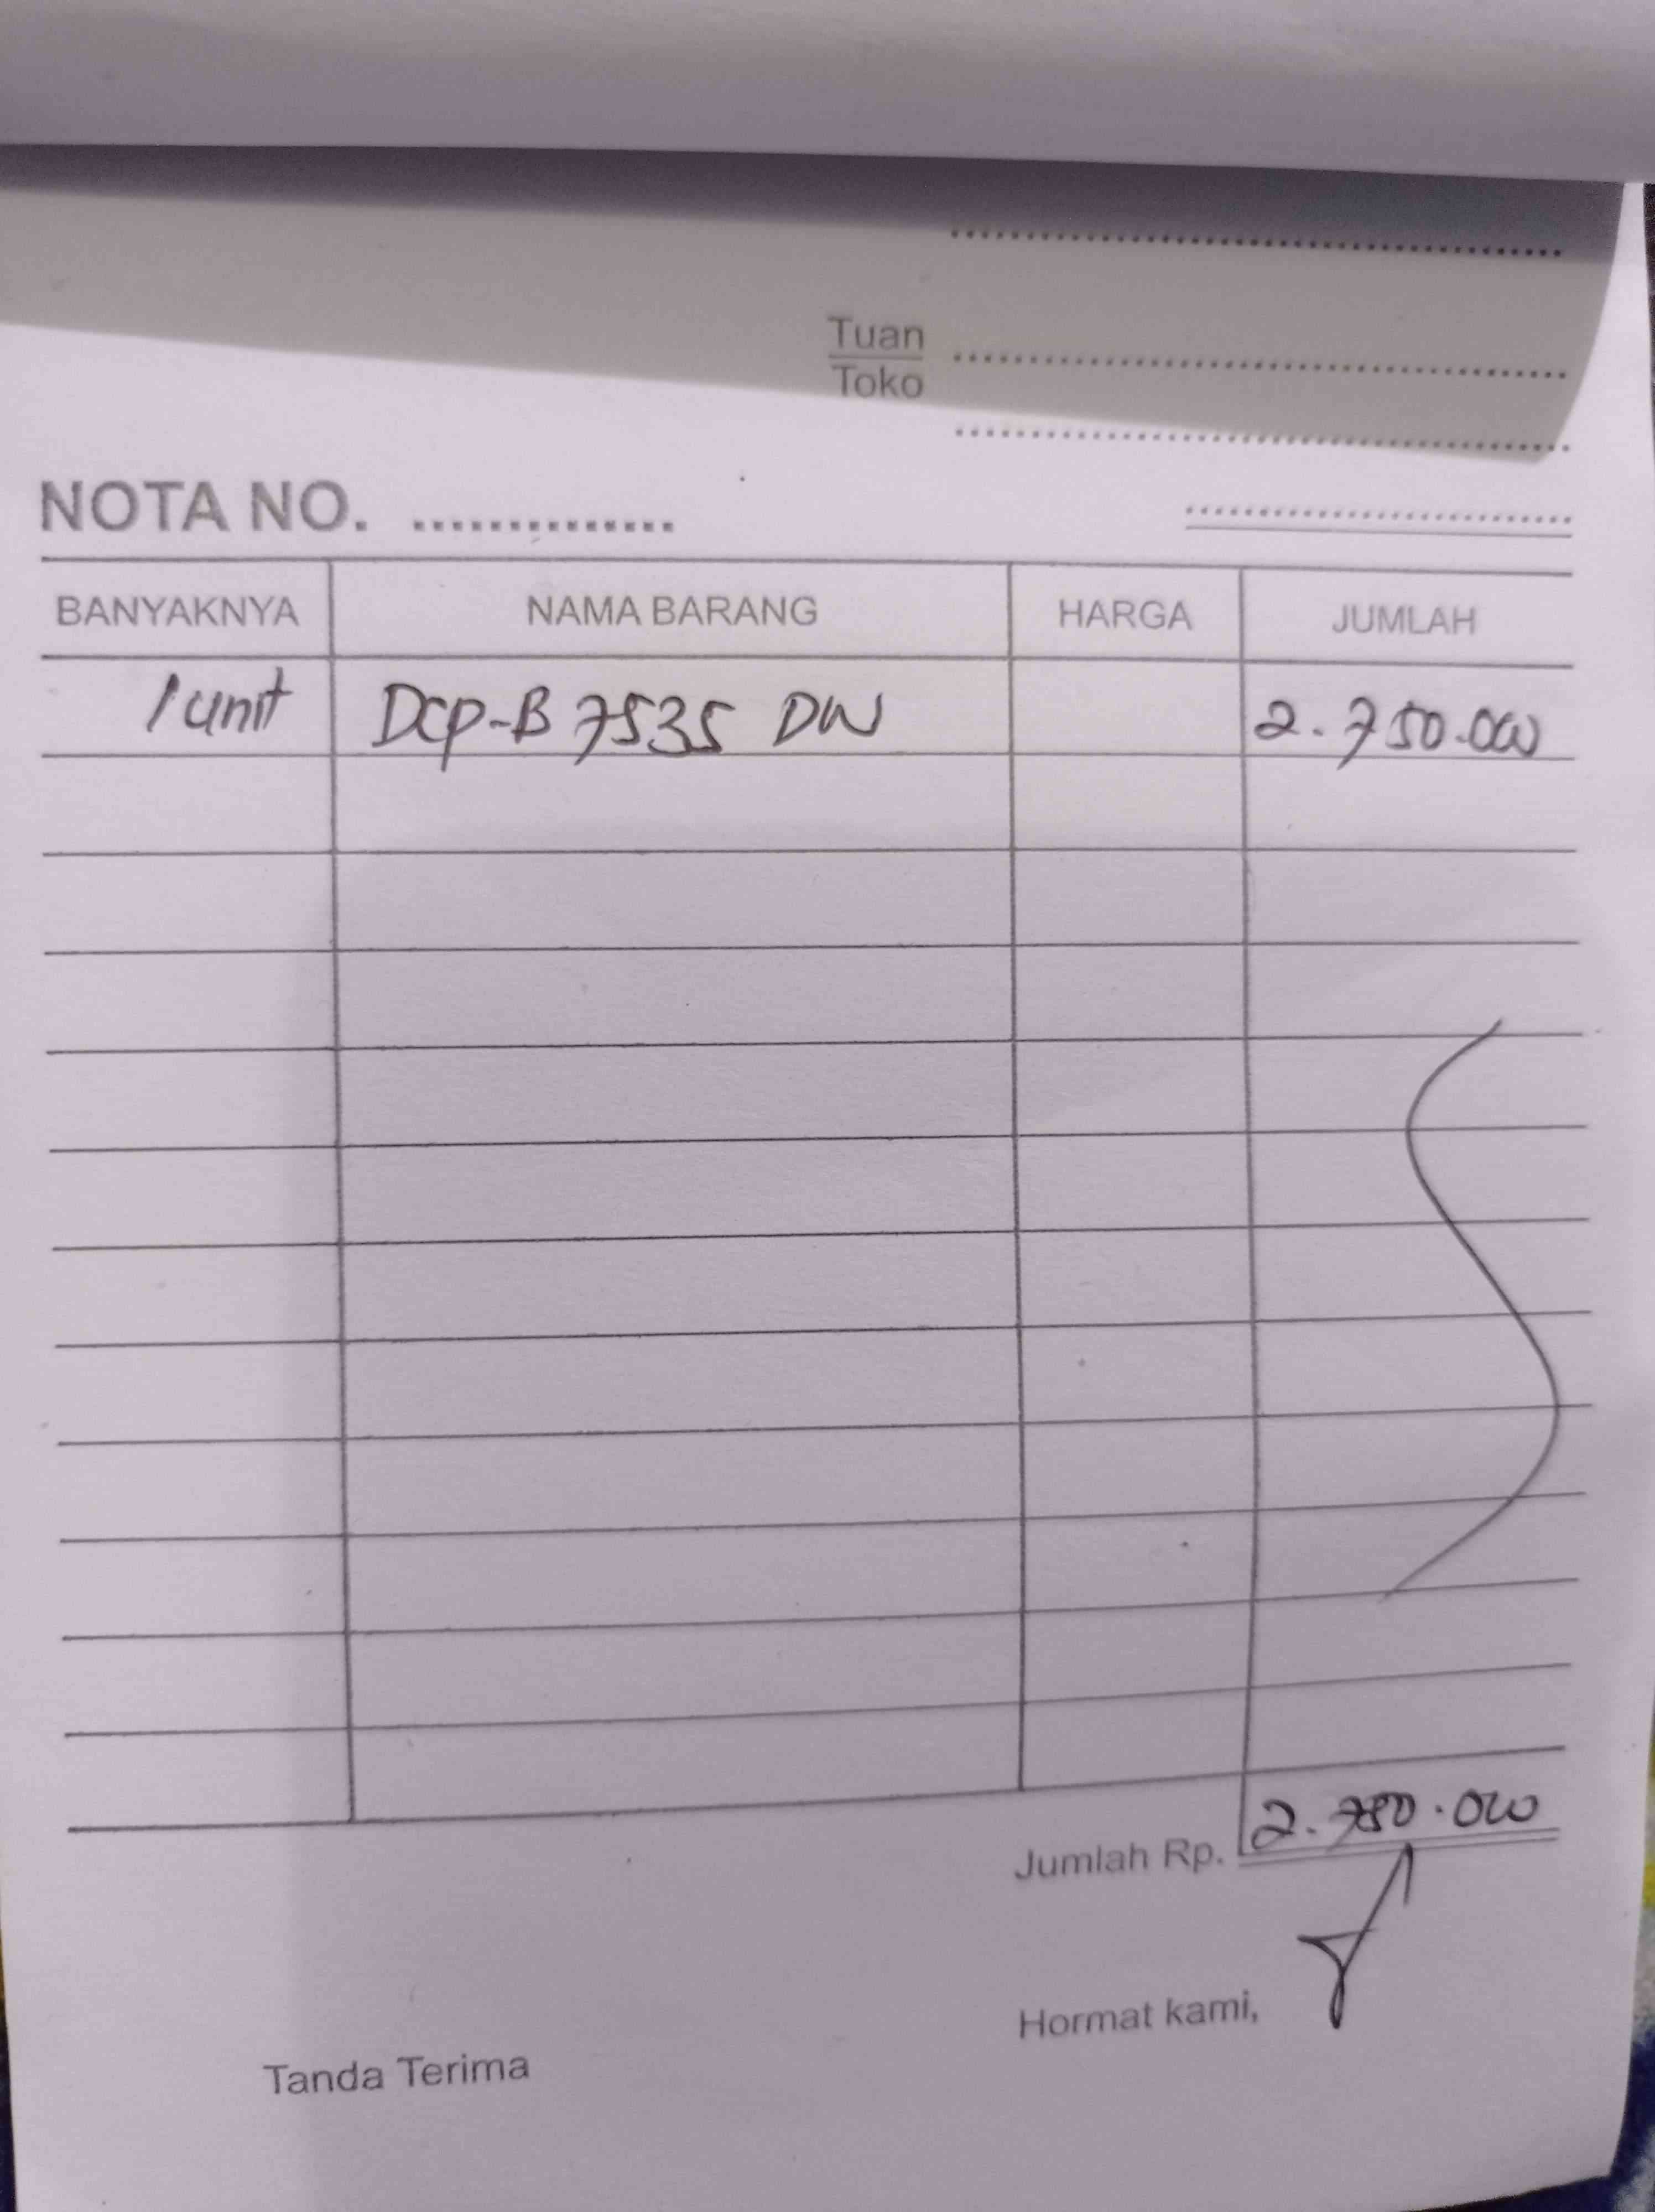 Tuan
Toko
NOTA NO. ..............
BANYAKNYA NAMA BARANG HARGA JUMLAH
1 unit DCP-B 7535 DW 2.750.000
Jumlah Rp. 2.750.000
Hormat kami,
Tanda Terima